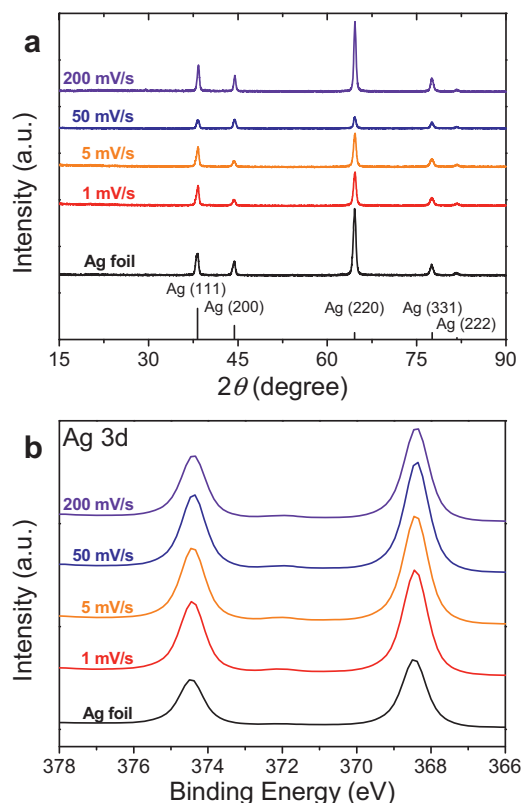 a
200 mV/s
50 mV/s
5 mV/s
1 mV/s
Ag foil
Ag (111)
Ag (200)
Ag (220)
Ag (331)
Ag (222)
Intensity (a.u.)
15 30 45 60 75 90
2θ (degree)
b
Ag 3d
200 mV/s
50 mV/s
5 mV/s
1 mV/s
Ag foil
Intensity (a.u.)
378 376 374 372 370 368 366
Binding Energy (eV)